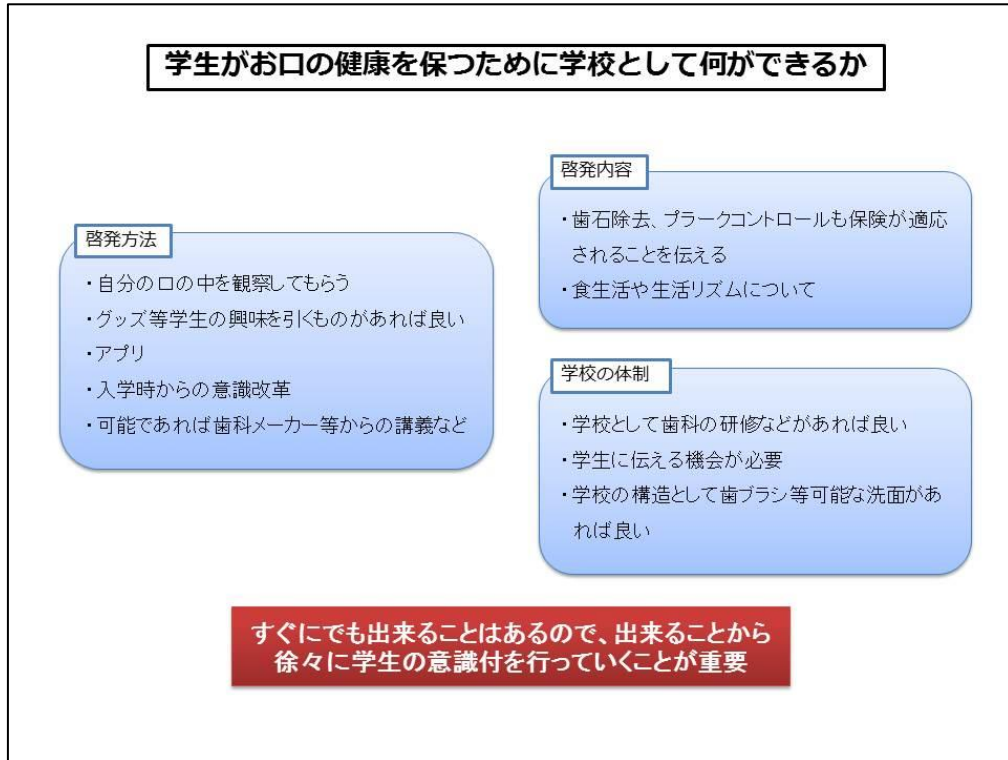 学生がお口の健康を保つために学校として何ができるか
啓発方法
・自分の口の中を観察してもらう
・グッズ等学生の興味を引くものがあれば良い
・アプリ
・入学時からの意識改革
・可能であれば歯科メーカー等からの講義など
啓発内容
・歯石除去、プラークコントロールも保険が適応
されることを伝える
・食生活や生活リズムについて
学校の体制
・学校として歯科の研修などがあれば良い
・学生に伝える機会が必要
・学校の構造として歯ブラシ等可能な洗面があ
れば良い
すぐにでも出来ることはあるので、出来ることから
徐々に学生の意識付を行っていくことが重要